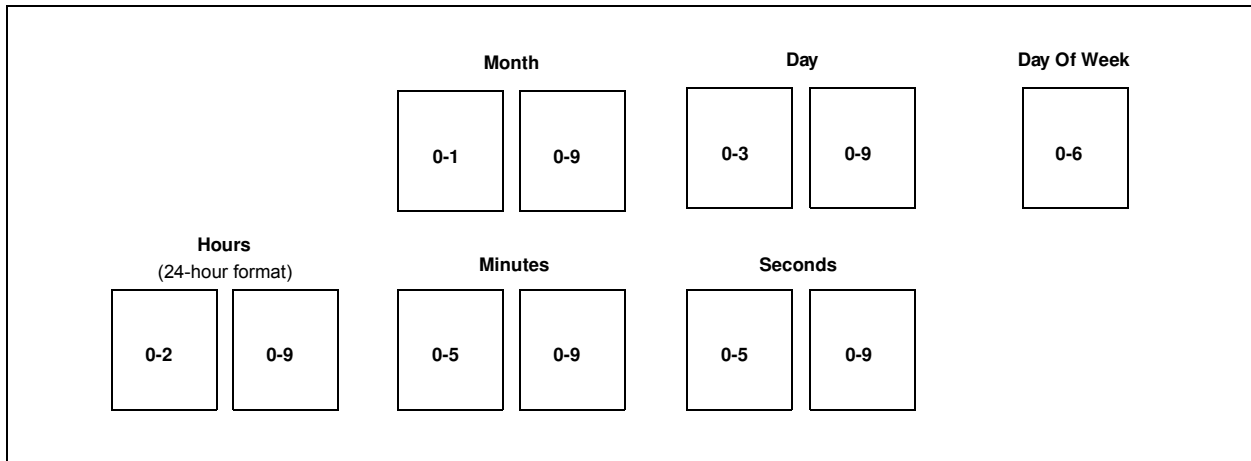 Month Day Day Of Week
0-1 0-9 0-3 0-9 0-6
Hours
(24-hour format)
Minutes Seconds
0-2 0-9 0-5 0-9 0-5 0-9